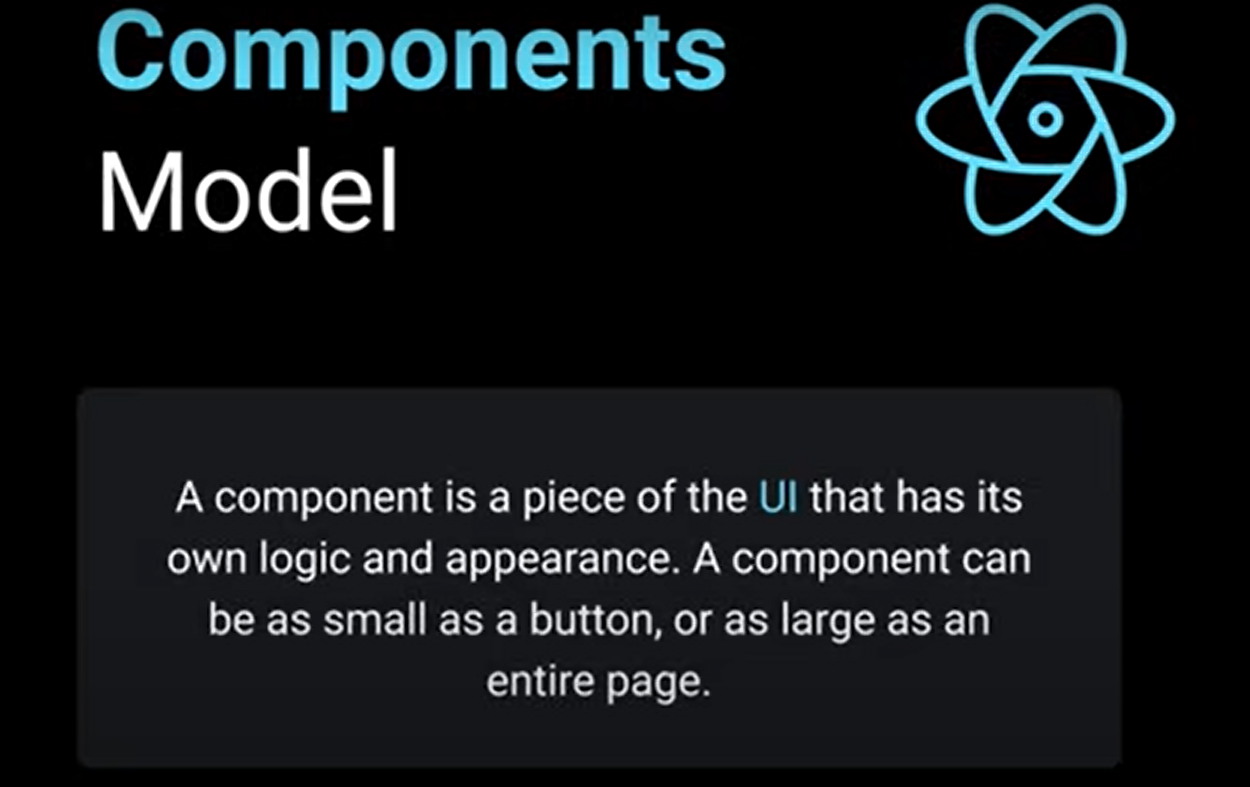 Components
Model
A component is a piece of the UI that has its
own logic and appearance. A component can
be as small as a button, or as large as an
entire page.